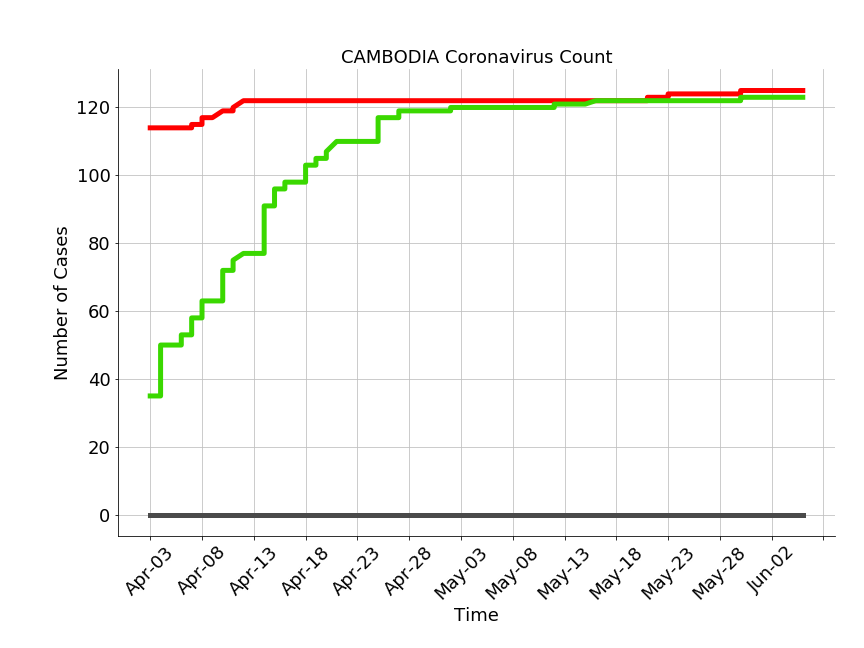 CAMBODIA Coronavirus Count
Number of Cases
120
100
80
60
40
20
0
Apr-03 Apr-08 Apr-13 Apr-18 Apr-23 Apr-28 May-03 May-08 May-13 May-18 May-23 May-28 Jun-02
Time